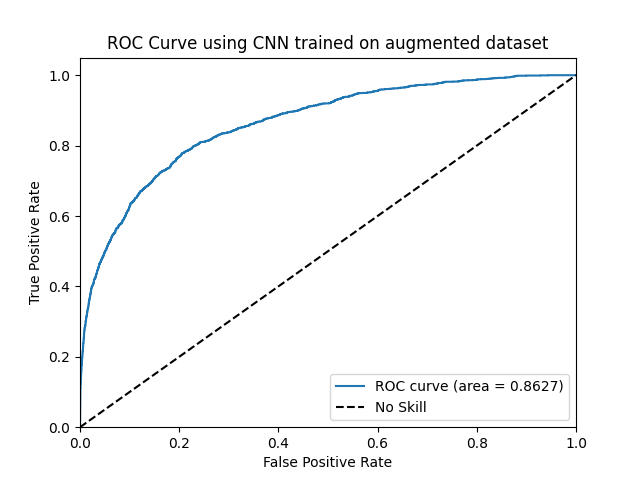 ROC Curve using CNN trained on augmented dataset
1.0
0.8
0.6
0.4
0.2
0.0
True Positive Rate
0.0 0.2 0.4 0.6 0.8 1.0
False Positive Rate
ROC curve (area = 0.8627)
No Skill